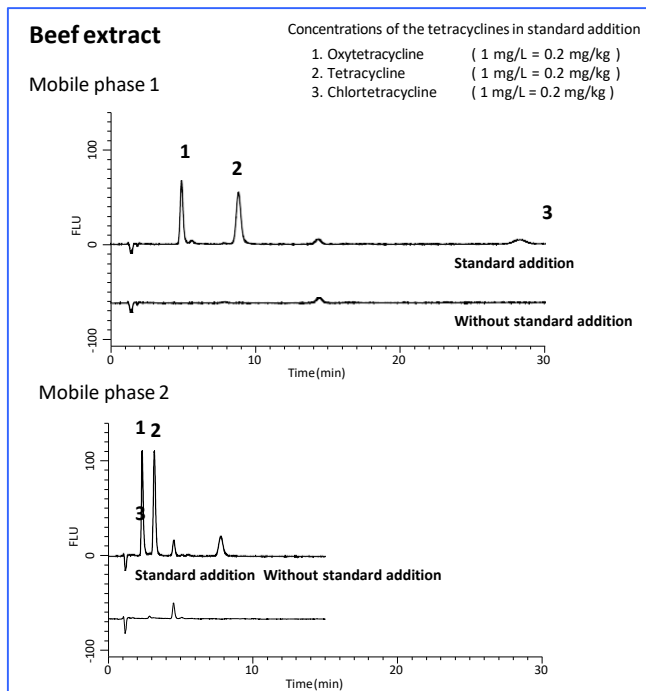 Beef extract
Concentrations of the tetracyclines in standard addition
1. Oxytetracycline ( 1 mg/L = 0.2 mg/kg )
2. Tetracycline ( 1 mg/L = 0.2 mg/kg )
3. Chlortetracycline ( 1 mg/L = 0.2 mg/kg )
Mobile phase 1
100
1
2
3
FLU
0
Standard addition
Without standard addition
-100
0 10 20 30
Time (min)
Mobile phase 2
1 2
100
3
FLU
0
Standard addition Without standard addition
-100
0 10 20 30
Time (min)